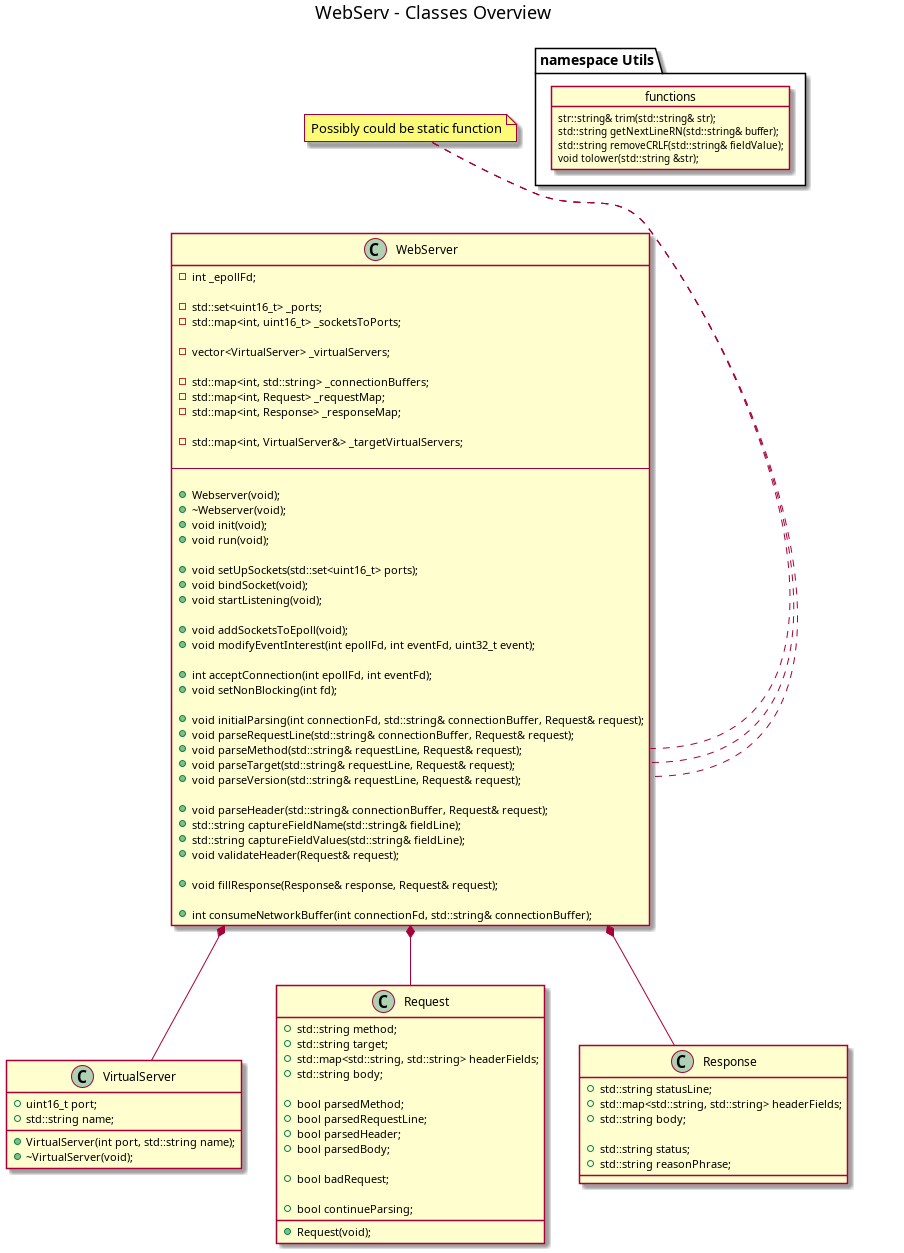 WebServ - Classes Overview
namespace Utils
functions
str::string& trim(std::string& str);
std::string getNextLineRN(std::string& buffer);
std::string removeCRLF(std::string& fieldValue);
void tolower(std::string &str);
Possibly could be static function
C WebServer
int _epollFd;
std::set<uint16_t> _ports;
std::map<int, uint16_t> _socketsToPorts;
vector<VirtualServer> _virtualServers;
std::map<int, std::string> _connectionBuffers;
std::map<int, Request> _requestMap;
std::map<int, Response> _responseMap;
std::map<int, VirtualServer&> _targetVirtualServers;
Webserver(void);
~Webserver(void);
void init(void);
void run(void);
void setUpSockets(std::set<uint16_t> ports);
void bindSocket(void);
void startListening(void);
void addSocketsToEpoll(void);
void modifyEventInterest(int epollFd, int eventFd, uint32_t event);
int acceptConnection(int epollFd, int eventFd);
void setNonBlocking(int fd);
void initialParsing(int connectionFd, std::string& connectionBuffer, Request& request);
void parseRequestLine(std::string& connectionBuffer, Request& request);
void parseMethod(std::string& requestLine, Request& request);
void parseTarget(std::string& requestLine, Request& request);
void parseVersion(std::string& requestLine, Request& request);
void parseHeader(std::string& connectionBuffer, Request& request);
std::string captureFieldName(std::string& fieldLine);
std::string captureFieldValues(std::string& fieldLine);
void validateHeader(Request& request);
void fillResponse(Response& response, Request& request);
int consumeNetworkBuffer(int connectionFd, std::string& connectionBuffer);
C VirtualServer
uint16_t port;
std::string name;
VirtualServer(int port, std::string name);
~VirtualServer(void);
C Request
std::string method;
std::string target;
std::map<std::string, std::string> headerFields;
std::string body;
bool parsedMethod;
bool parsedRequestLine;
bool parsedHeader;
bool parsedBody;
bool badRequest;
bool continueParsing;
Request(void);
C Response
std::string statusLine;
std::map<std::string, std::string> headerFields;
std::string body;
std::string status;
std::string reasonPhrase;